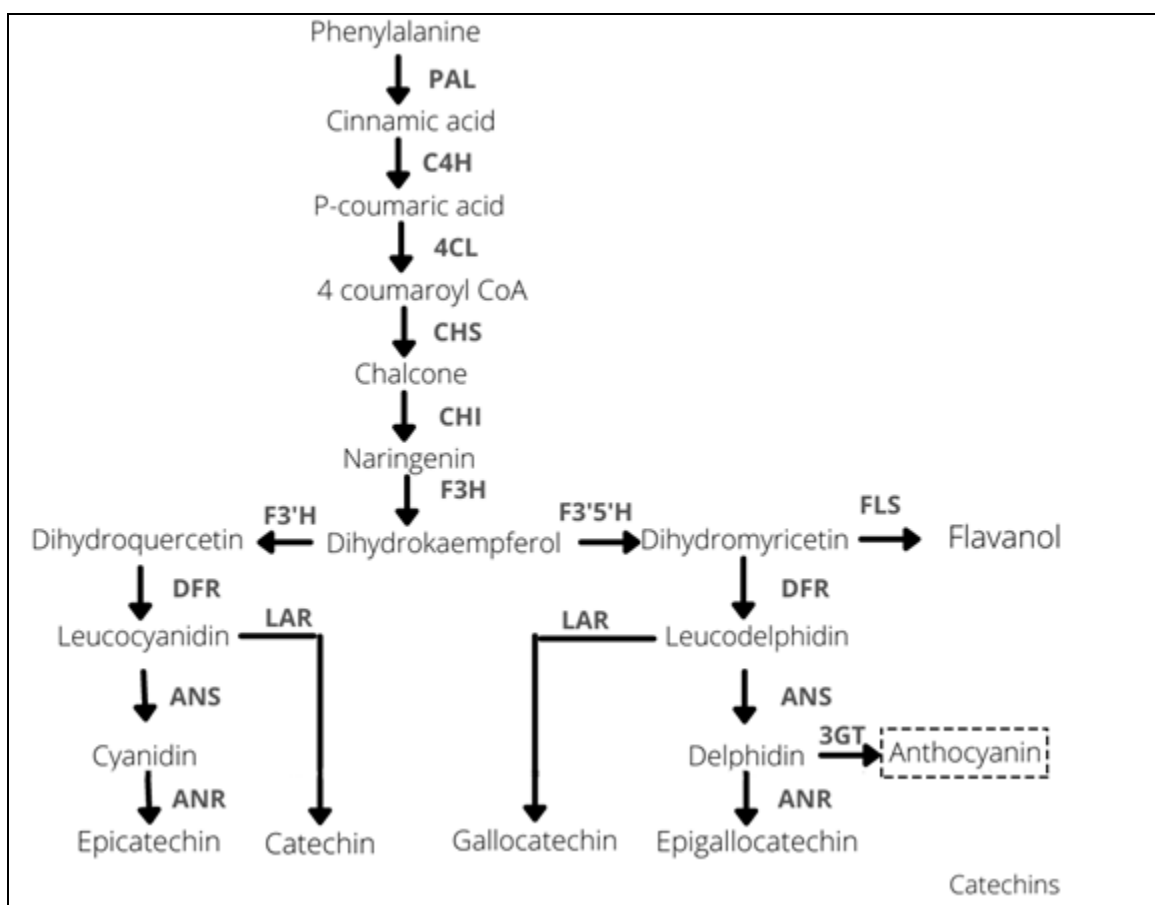 Phenylalanine
PAL
Cinnamic acid
C4H
P-coumaric acid
4CL
4 coumaroyl CoA
CHS
Chalcone
CHI
Naringenin
F3H
F3'H
F3'5'H
FLS
Dihydroquercetin
Dihydrokaempferol
Dihydromyricetin
Flavanol
DFR
DFR
LAR
LAR
Leucocyanidin
Leucodelphidin
ANS
ANS
3GT
Cyanidin
Delphidin
Anthocyanin
ANR
ANR
Epicatechin
Catechin
Gallocatechin
Epigallocatechin
Catechins